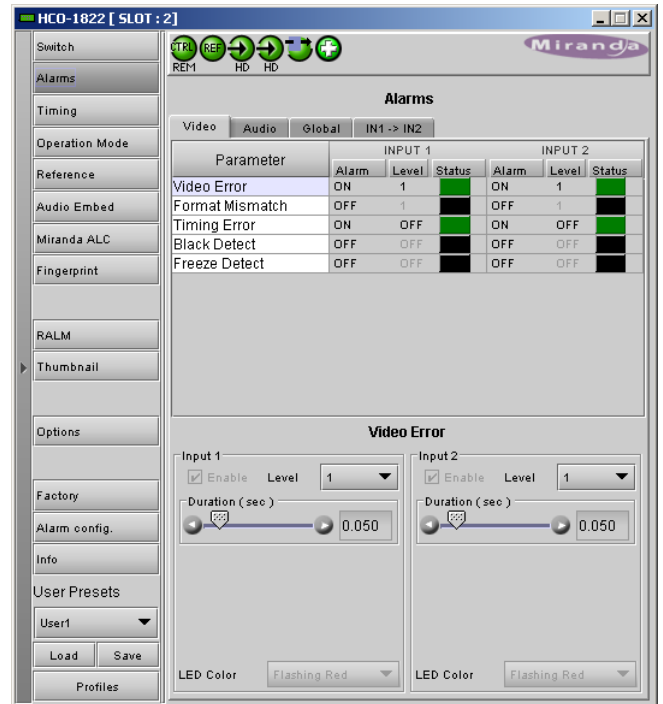 HCO-1822 [ SLOT : 2]
Switch
Alarms
Timing
Operation Mode
Reference
Audio Embed
Miranda ALC
Fingerprint
RALM
Thumbnail
Options
Factory
Alarm config.
Info
User Presets
User1
Load Save
Profiles
CTRL REF
REM HD HD
Miranda
Alarms
Video Audio Global IN1 -> IN2
Parameter INPUT 1 INPUT 2
Alarm Level Status Alarm Level Status
Video Error ON 1 ON 1
Format Mismatch OFF 1 OFF 1
Timing Error ON OFF ON OFF
Black Detect OFF OFF OFF OFF
Freeze Detect OFF OFF OFF OFF
Video Error
Input 1 Input 2
Enable Level 1 Enable Level 1
Duration ( sec ) Duration ( sec )
0.050 0.050
LED Color Flashing Red LED Color Flashing Red